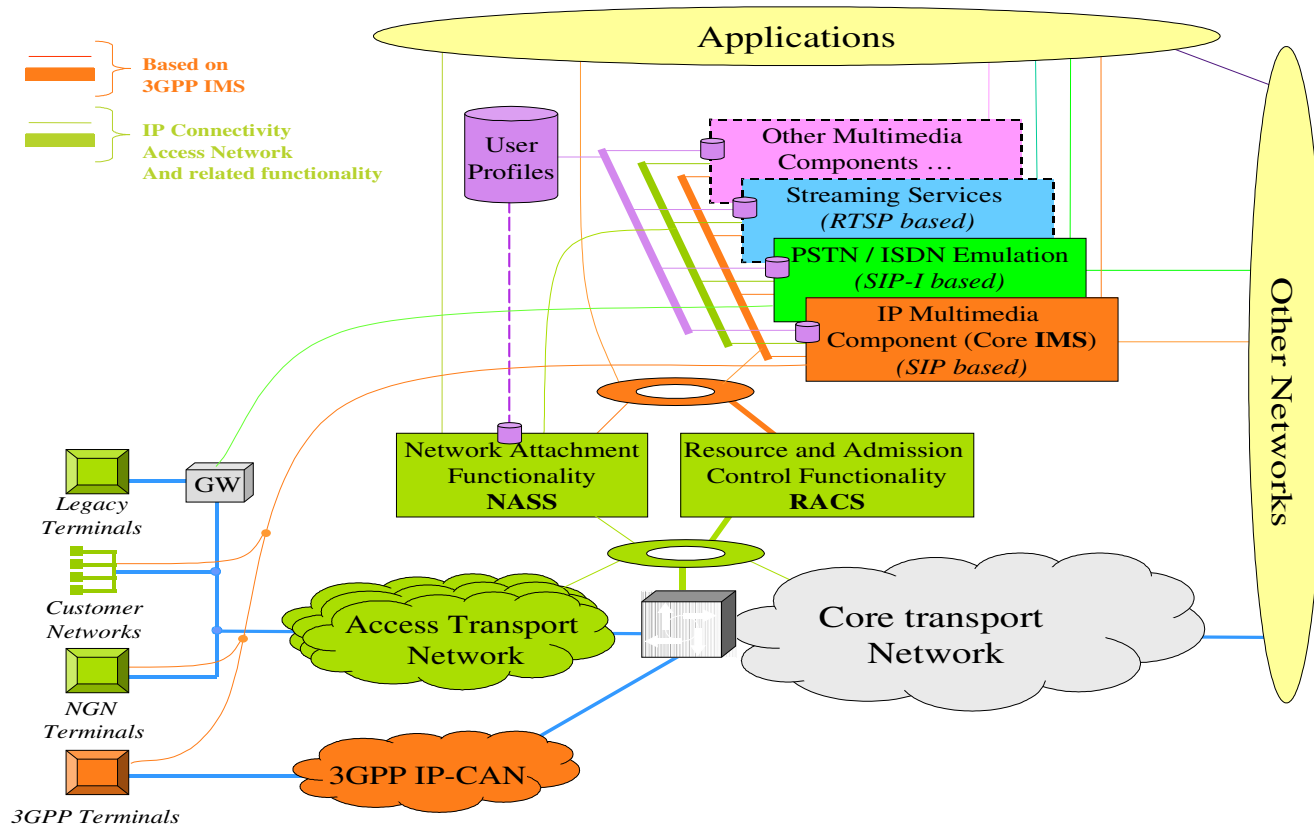 Applications
Based on
3GPP IMS
IP Connectivity
Access Network
And related functionality
User
Profiles
Other Multimedia
Components …
Streaming Services
(RTSP based)
PSTN / ISDN Emulation
(SIP-I based)
IP Multimedia
Component (Core IMS)
(SIP based)
Other Networks
Network Attachment
Functionality
NASS
Resource and Admission
Control Functionality
RACS
GW
Legacy
Terminals
Customer
Networks
NGN
Terminals
3GPP Terminals
Access Transport
Network
Core transport
Network
3GPP IP-CAN